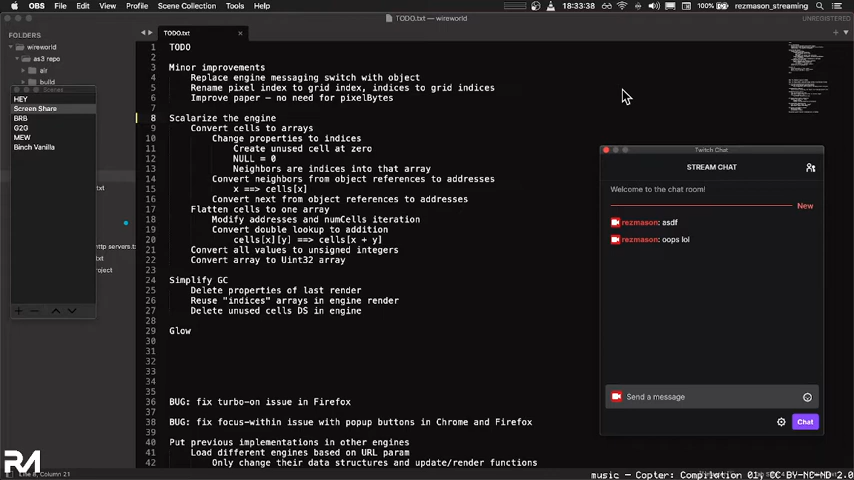 OBS File Edit View Profile Scene Collection Tools Help
18:33:38
100% rezmason_streaming
TODO.txt — wireworld
UNREGISTERED
FOLDERS
wireworld
as3 repo
air
build
Scenes
HEY
Screen Share
BRB
G2G
MEW
Binch Vanilla
http servers.tx
TODO.txt
1 TODO
2
3 Minor improvements
4 Replace engine messaging switch with object
5 Rename pixel index to grid index, indices to grid indices
6 Improve paper — no need for pixelBytes
7
8 Scalarize the engine
9 Convert cells to arrays
10 Change properties to indices
11 Create unused cell at zero
12 NULL = 0
13 Neighbors are indices into that array
14 Convert neighbors from object references to addresses
15 x ==> cells[x]
16 Convert next from object references to addresses
17 Flatten cells to one array
18 Modify addresses and numCells iteration
19 Convert double lookup to addition
20 cells[x][y] ==> cells[x + y]
21 Convert all values to unsigned integers
22 Convert array to Uint32 array
23
24 Simplify GC
25 Delete properties of last render
26 Reuse "indices" arrays in engine render
27 Delete unused cells DS in engine
28
29 Glow
30
31
32
33
34
35
36 BUG: fix turbo-on issue in Firefox
37
38 BUG: fix focus-within issue with popup buttons in Chrome and Firefox
39
40 Put previous implementations in other engines
41 Load different engines based on URL param
42 Only change their data structures and update/render functions
Twitch Chat
STREAM CHAT
Welcome to the chat room!
New
rezmason: asdf
rezmason: oops lol
Send a message
Chat
RM
Line 8, Column 21
music — Copter: Compilation 01, CC BY-NC-ND 2.0